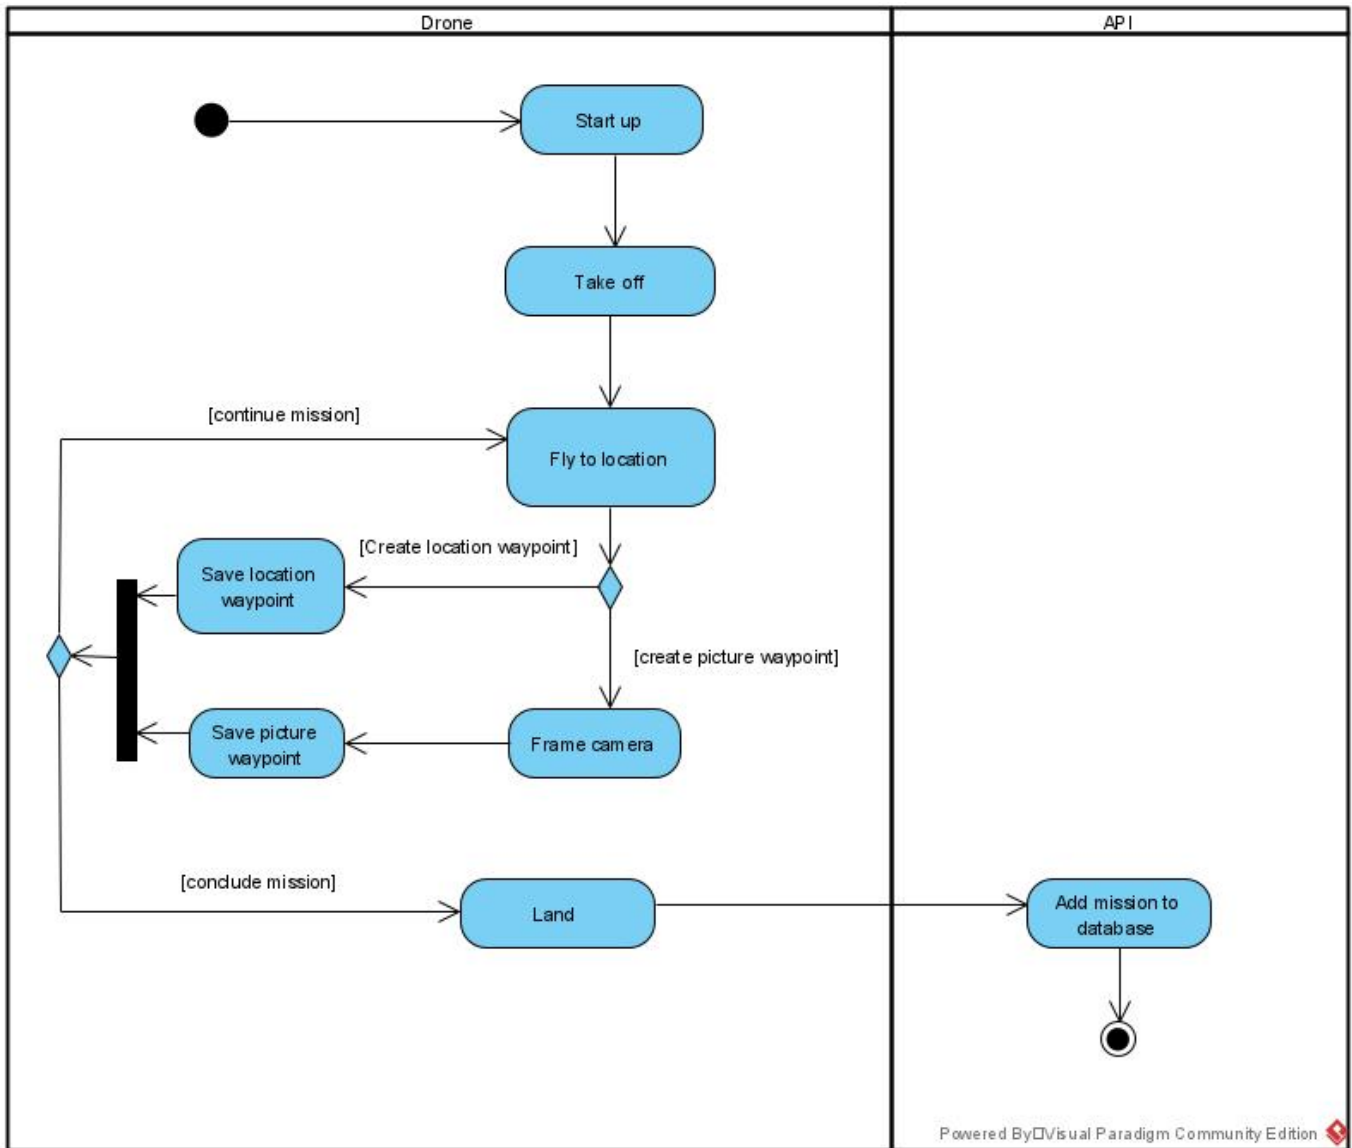 Drone
API
Start up
Take off
[continue mission]
Fly to location
[Create location waypoint]
Save location
waypoint
[create picture waypoint]
Save picture
waypoint
Frame camera
[conclude mission]
Land
Add mission to
database
Powered By□Visual Paradigm Community Edition